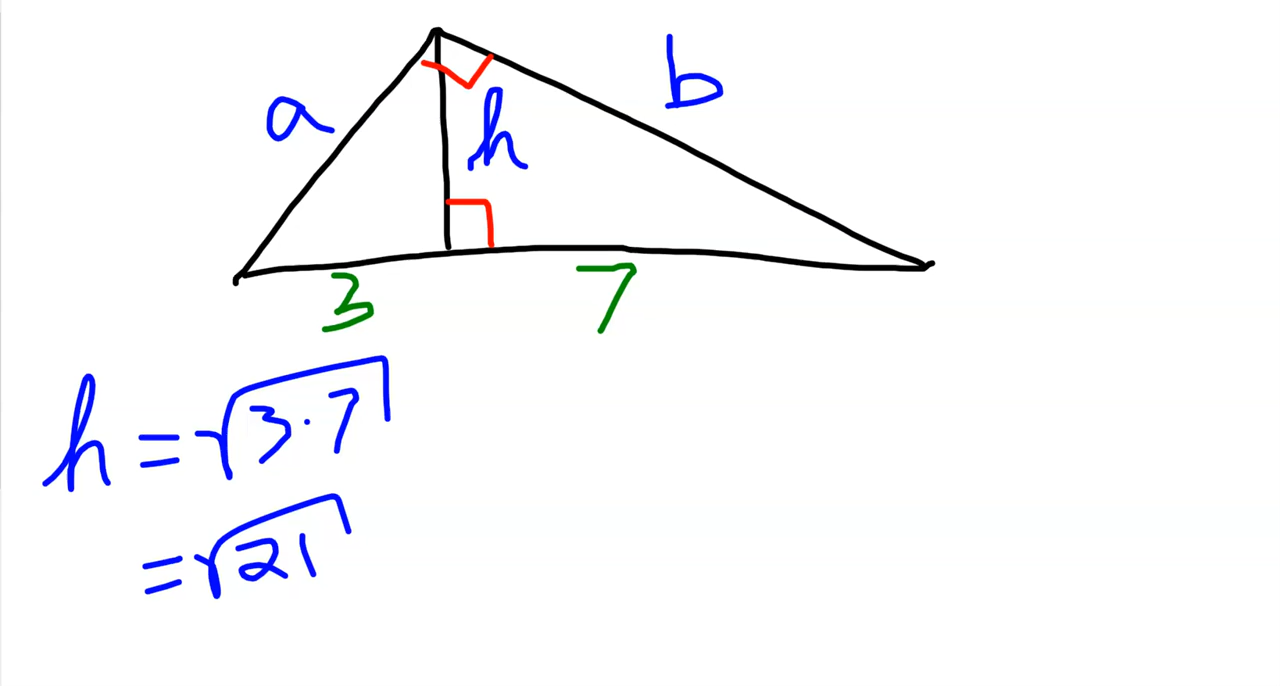 a
b
h
3
7
h = √3·7
= √21